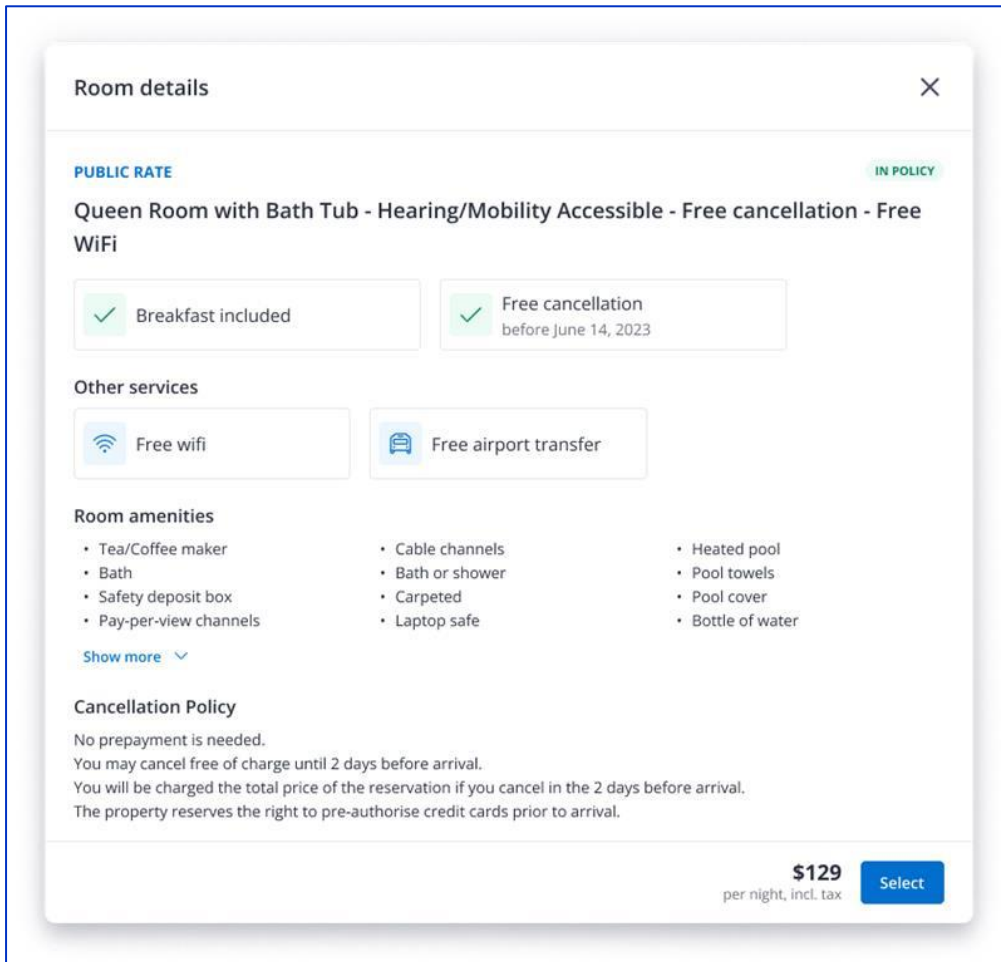 Room details
PUBLIC RATE
IN POLICY
Queen Room with Bath Tub - Hearing/Mobility Accessible - Free cancellation - Free
WiFi
Breakfast included
Free cancellation
before June 14, 2023
Other services
Free wifi
Free airport transfer
Room amenities
• Tea/Coffee maker
• Bath
• Safety deposit box
• Pay-per-view channels
• Cable channels
• Bath or shower
• Carpeted
• Laptop safe
• Heated pool
• Pool towels
• Pool cover
• Bottle of water
Show more
Cancellation Policy
No prepayment is needed.
You may cancel free of charge until 2 days before arrival.
You will be charged the total price of the reservation if you cancel in the 2 days before arrival.
The property reserves the right to pre-authorise credit cards prior to arrival.
$129
per night, incl. tax
Select